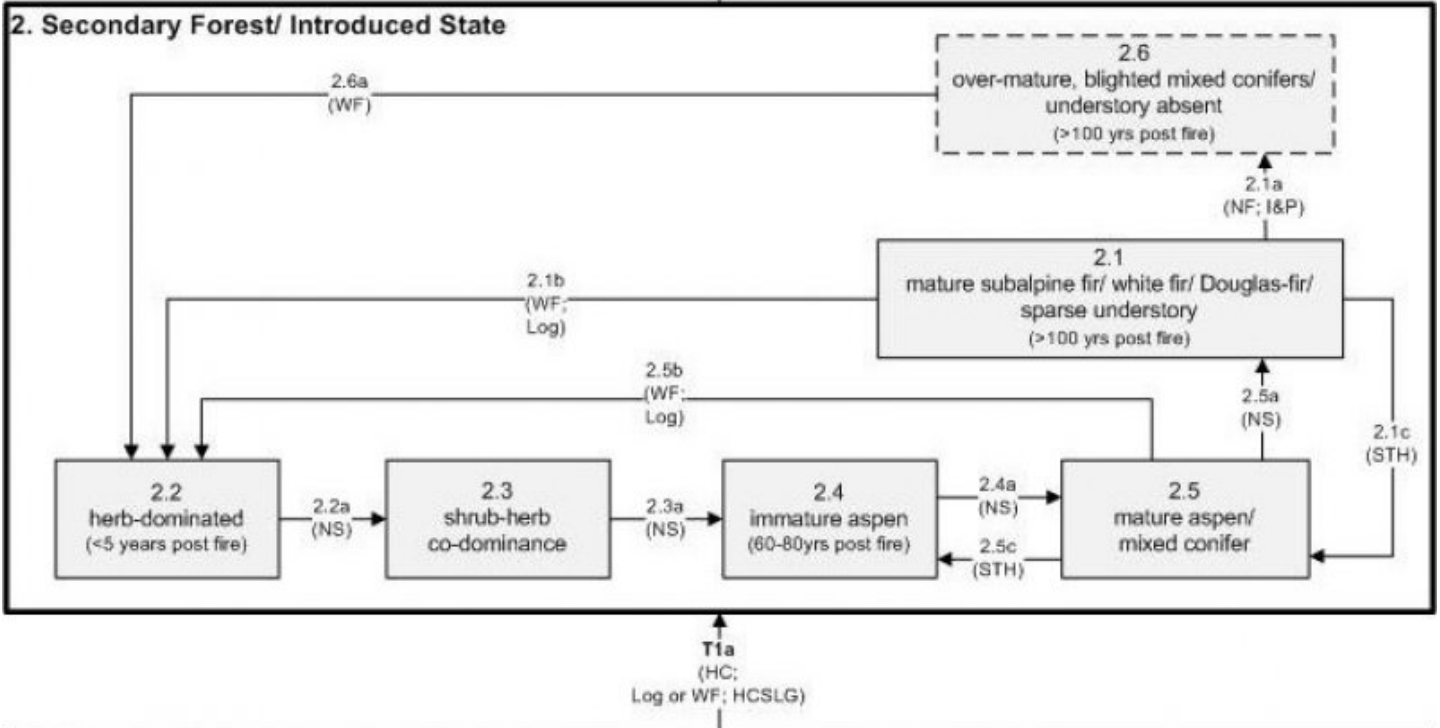 2. Secondary Forest/ Introduced State
2.6
over-mature, blighted mixed conifers/
understory absent
(>100 yrs post fire)
2.6a
(WF)
2.1a
(NF; I&P)
2.1
mature subalpine fir/ white fir/ Douglas-fir/
sparse understory
(>100 yrs post fire)
2.1b
(WF;
Log)
2.5b
(WF;
Log)
2.5a
(NS)
2.1c
(STH)
2.2
herb-dominated
(<5 years post fire)
2.2a
(NS)
2.3
shrub-herb
co-dominance
2.3a
(NS)
2.4
immature aspen
(60-80yrs post fire)
2.4a
(NS)
2.5c
(STH)
2.5
mature aspen/
mixed conifer
T1a
(HC;
Log or WF; HCSLG)